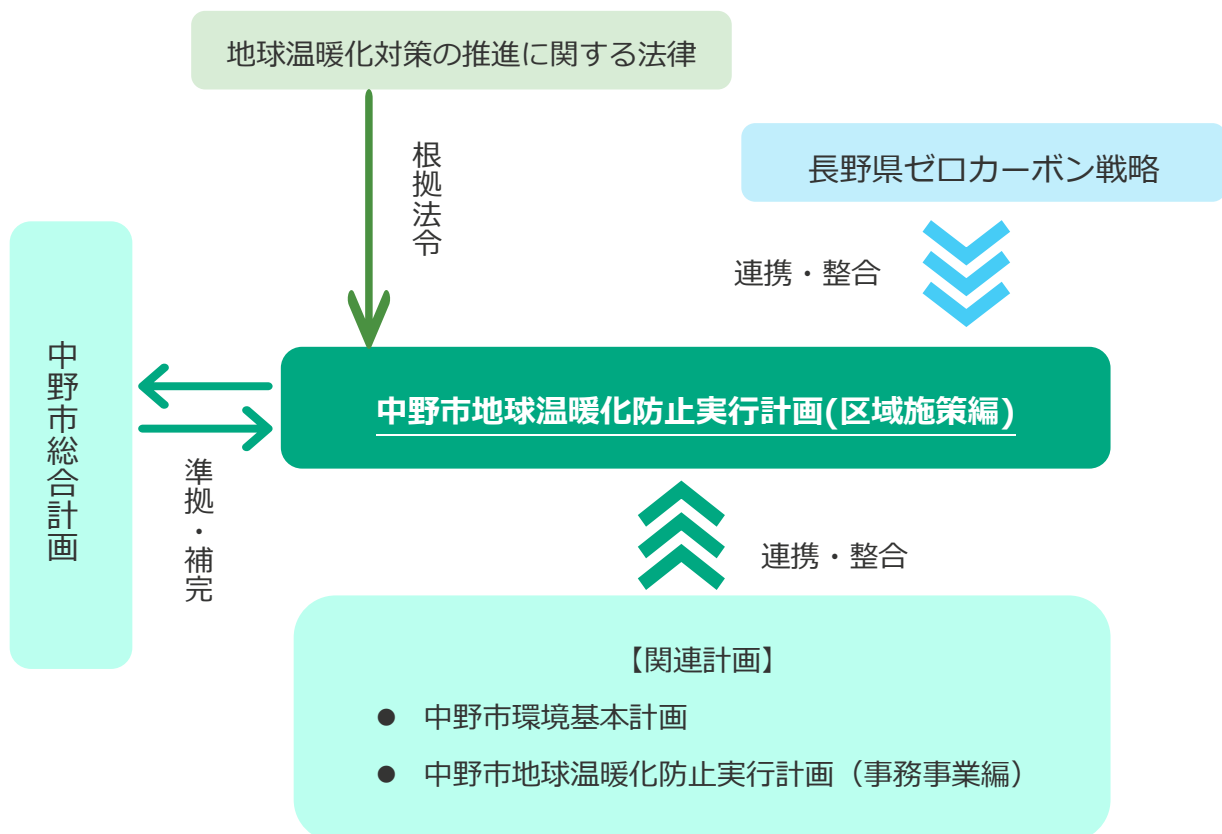 地球温暖化対策の推進に関する法律
根拠法令
長野県ゼロカーボン戦略
連携・整合
中野市総合計画
中野市地球温暖化防止実行計画(区域施策編)
準拠・補完
連携・整合
【関連計画】
● 中野市環境基本計画
● 中野市地球温暖化防止実行計画（事務事業編）